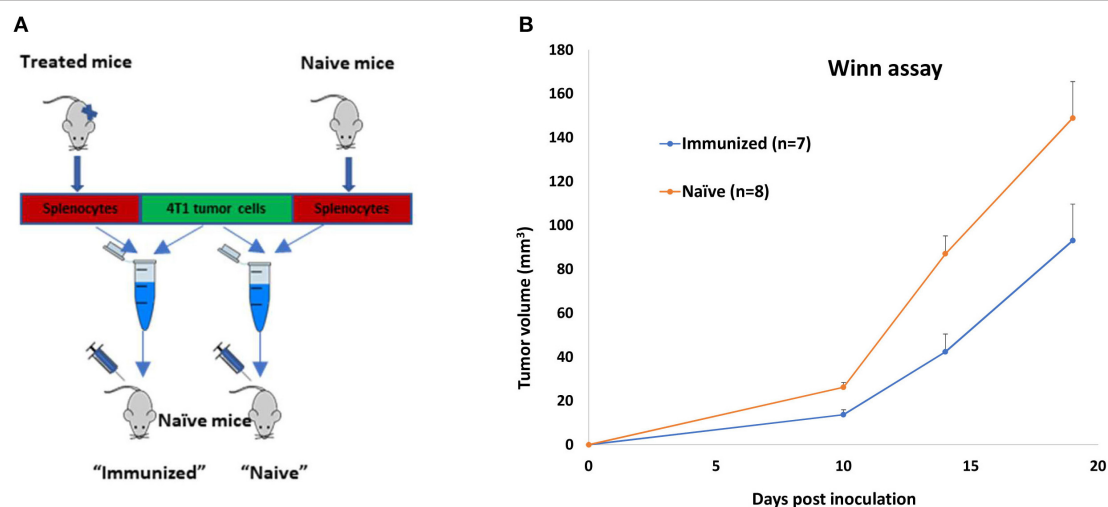 A
Treated mice
Naive mice
Splenocytes
4T1 tumor cells
Splenocytes
Naïve mice
“Immunized”
“Naive”
B
Winn assay
Immunized (n=7)
Naïve (n=8)
Tumor volume (mm³)
180
160
140
120
100
80
60
40
20
0
0
5
10
15
20
Days post inoculation